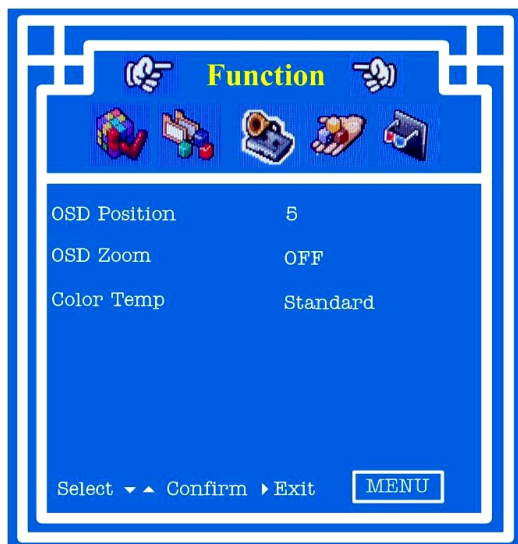 Function
OSD Position 5
OSD Zoom OFF
Color Temp Standard
Select ▾ ▴ Confirm ▸ Exit MENU